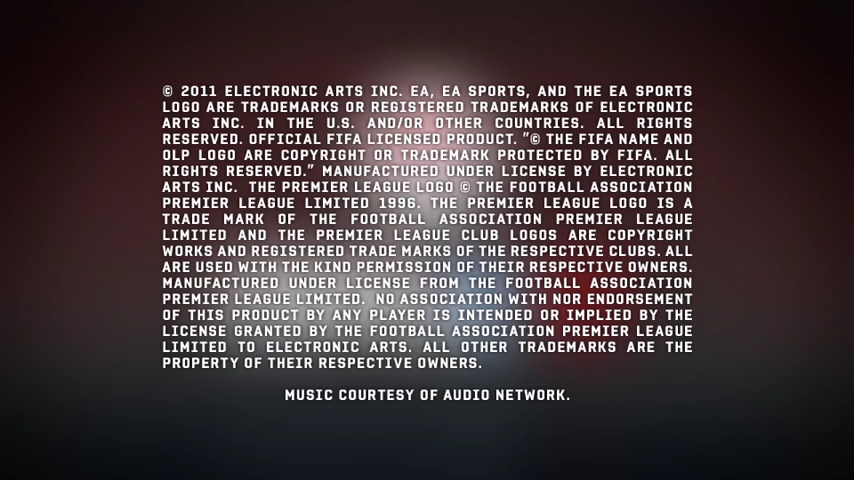 © 2011 ELECTRONIC ARTS INC. EA, EA SPORTS, AND THE EA SPORTS
LOGO ARE TRADEMARKS OR REGISTERED TRADEMARKS OF ELECTRONIC
ARTS INC. IN THE U.S. AND/OR OTHER COUNTRIES. ALL RIGHTS
RESERVED. OFFICIAL FIFA LICENSED PRODUCT. "© THE FIFA NAME AND
OLP LOGO ARE COPYRIGHT OR TRADEMARK PROTECTED BY FIFA. ALL
RIGHTS RESERVED." MANUFACTURED UNDER LICENSE BY ELECTRONIC
ARTS INC. THE PREMIER LEAGUE LOGO © THE FOOTBALL ASSOCIATION
PREMIER LEAGUE LIMITED 1996. THE PREMIER LEAGUE LOGO IS A
TRADE MARK OF THE FOOTBALL ASSOCIATION PREMIER LEAGUE
LIMITED AND THE PREMIER LEAGUE CLUB LOGOS ARE COPYRIGHT
WORKS AND REGISTERED TRADE MARKS OF THE RESPECTIVE CLUBS. ALL
ARE USED WITH THE KIND PERMISSION OF THEIR RESPECTIVE OWNERS.
MANUFACTURED UNDER LICENSE FROM THE FOOTBALL ASSOCIATION
PREMIER LEAGUE LIMITED. NO ASSOCIATION WITH NOR ENDORSEMENT
OF THIS PRODUCT BY ANY PLAYER IS INTENDED OR IMPLIED BY THE
LICENSE GRANTED BY THE FOOTBALL ASSOCIATION PREMIER LEAGUE
LIMITED TO ELECTRONIC ARTS. ALL OTHER TRADEMARKS ARE THE
PROPERTY OF THEIR RESPECTIVE OWNERS.
MUSIC COURTESY OF AUDIO NETWORK.